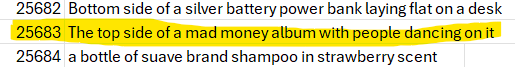 25682 Bottom side of a silver battery power bank laying flat on a desk
25683 The top side of a mad money album with people dancing on it
25684 a bottle of suave brand shampoo in strawberry scent